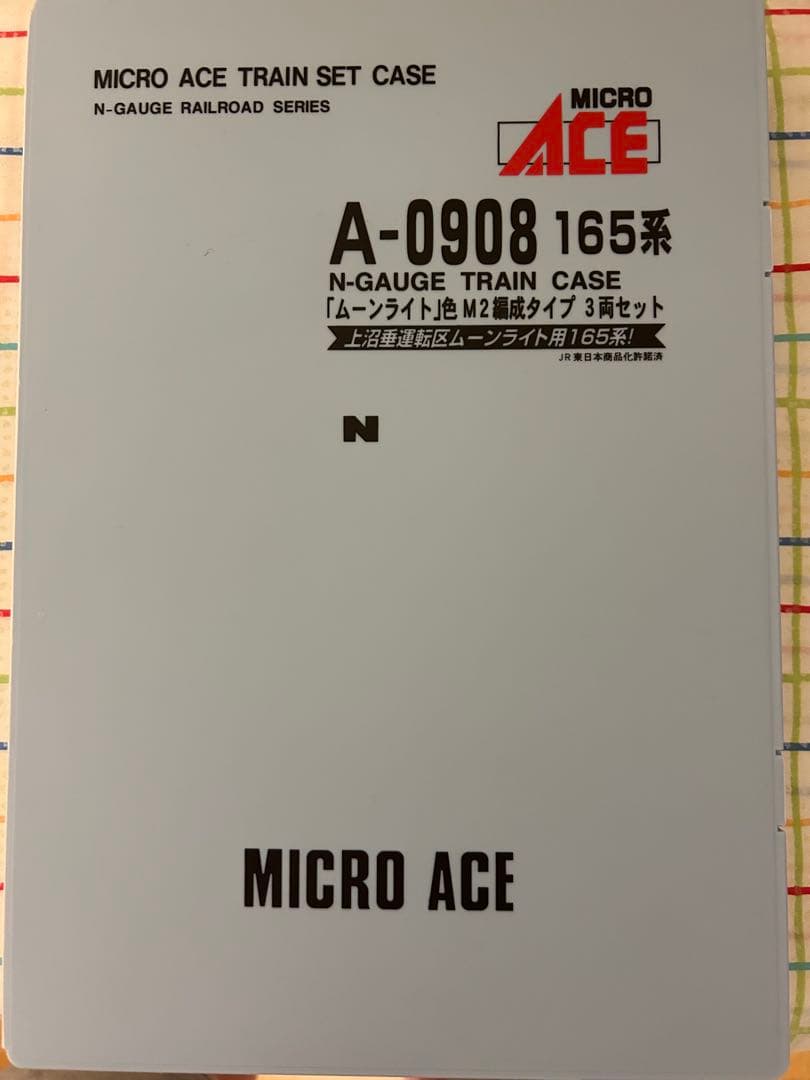 MICRO ACE TRAIN SET CASE
N-GAUGE RAILROAD SERIES
MICRO
ACE
A-0908 165系
N-GAUGE TRAIN CASE
「ムーンライト」色 M2編成タイプ 3両セット
上沼垂運転区ムーンライト用165系!
JR東日本商品化許諾済
N
MICRO ACE